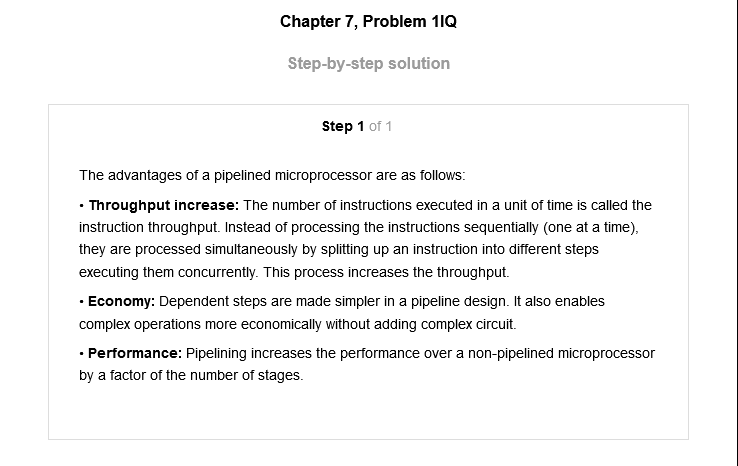 Chapter 7, Problem 1IQ
Step-by-step solution
Step 1 of 1
The advantages of a pipelined microprocessor are as follows:
• Throughput increase: The number of instructions executed in a unit of time is called the
instruction throughput. Instead of processing the instructions sequentially (one at a time),
they are processed simultaneously by splitting up an instruction into different steps
executing them concurrently. This process increases the throughput.
• Economy: Dependent steps are made simpler in a pipeline design. It also enables
complex operations more economically without adding complex circuit.
• Performance: Pipelining increases the performance over a non-pipelined microprocessor
by a factor of the number of stages.